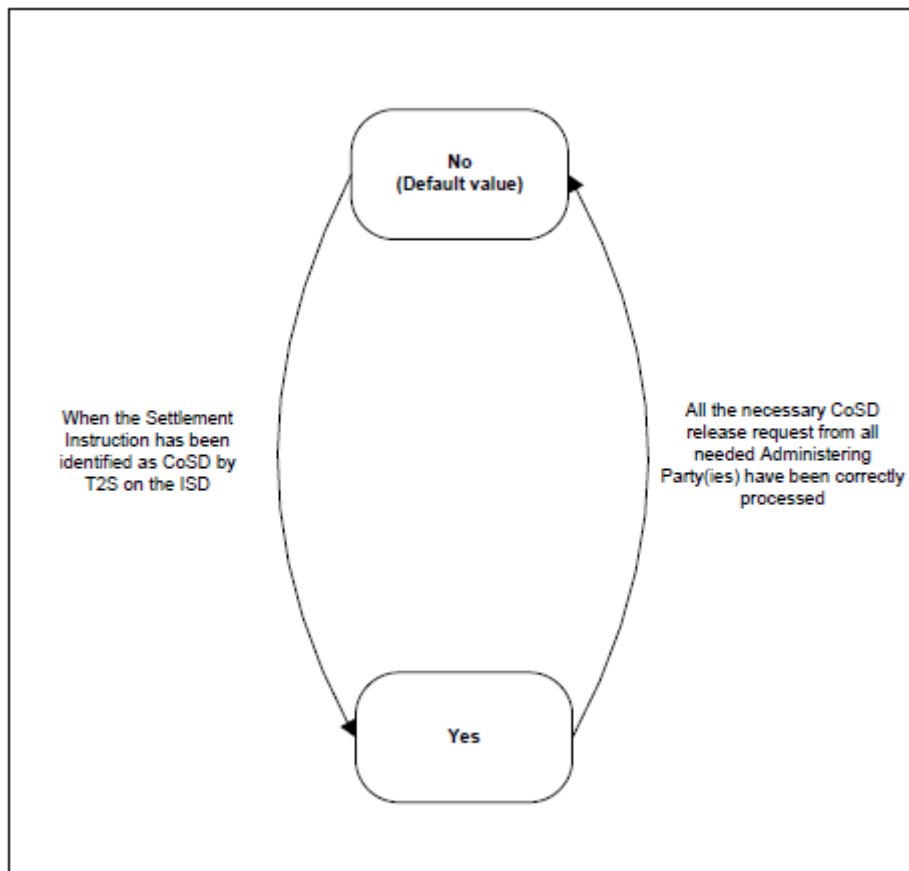 No
(Default value)
When the Settlement
Instruction has been
identified as CoSD by
T2S on the ISD
All the necessary CoSD
release request from all
needed Administering
Party(ies) have been correctly
processed
Yes